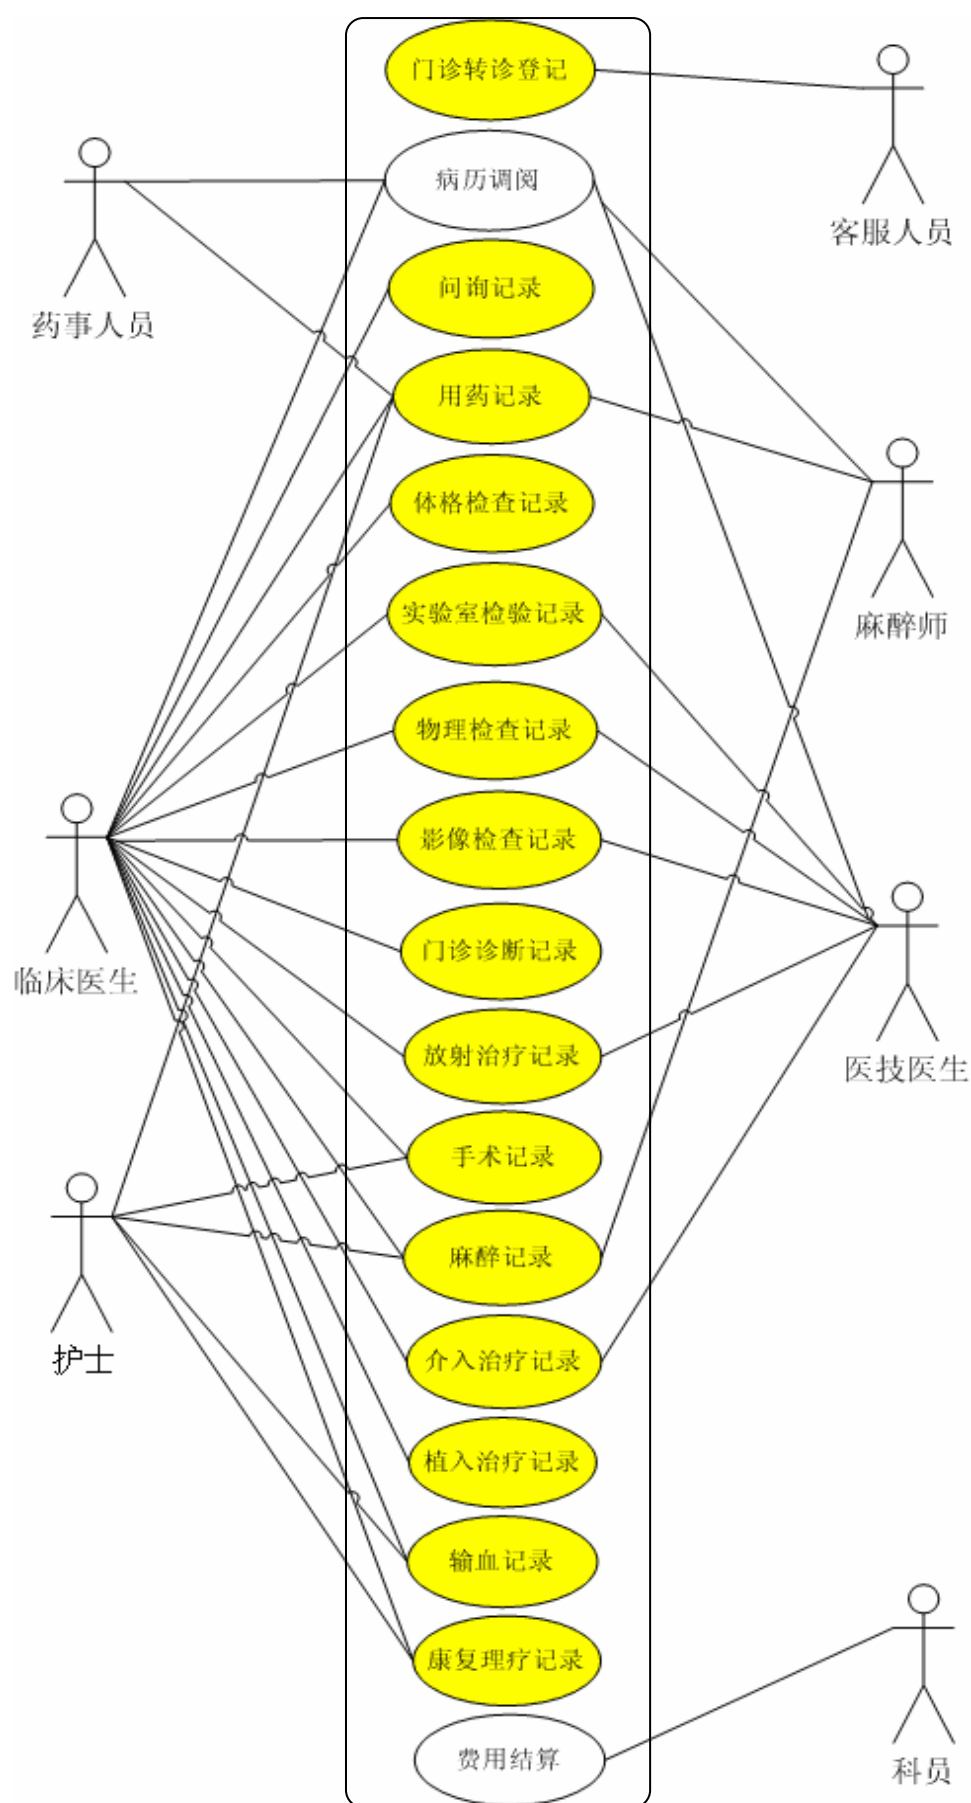 门诊转诊登记
病历调阅
客服人员
问询记录
药事人员
用药记录
体格检查记录
实验室检验记录
麻醉师
物理检查记录
影像检查记录
门诊诊断记录
临床医生
放射治疗记录
医技医生
手术记录
麻醉记录
护士
介入治疗记录
植入治疗记录
输血记录
康复理疗记录
费用结算
科员